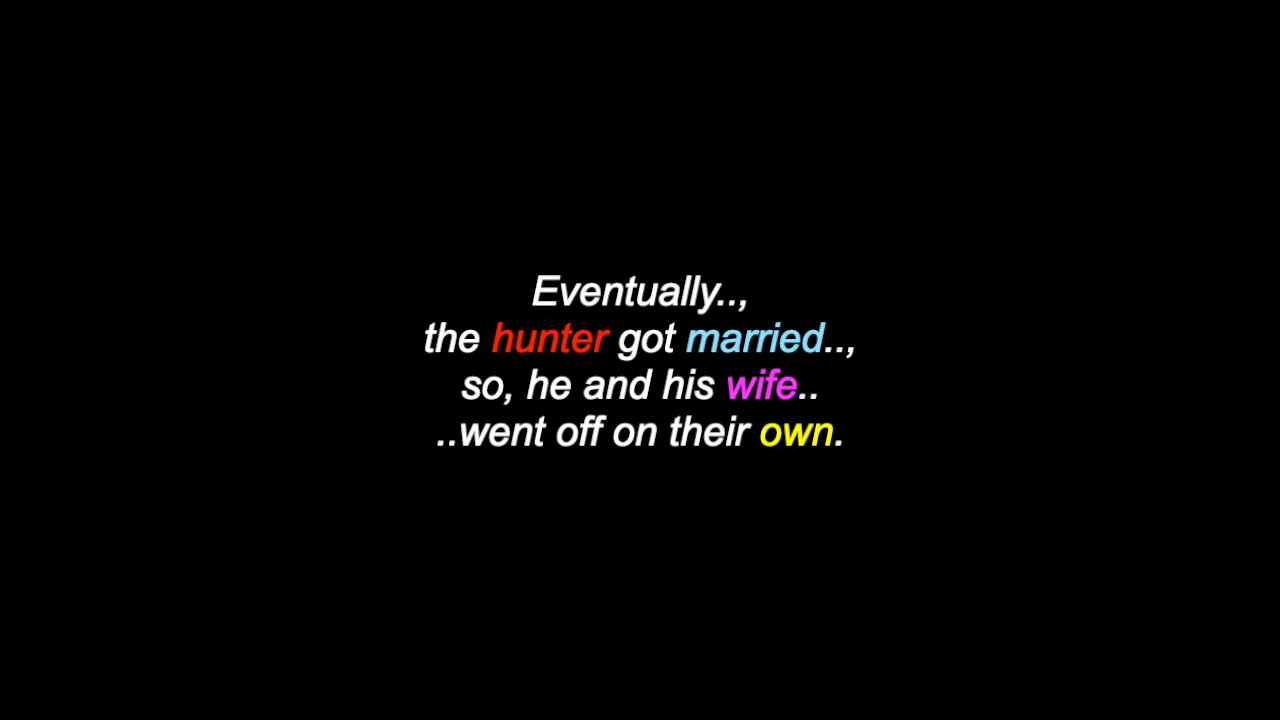 Eventually..,
the hunter got married..,
so, he and his wife..
..went off on their own.